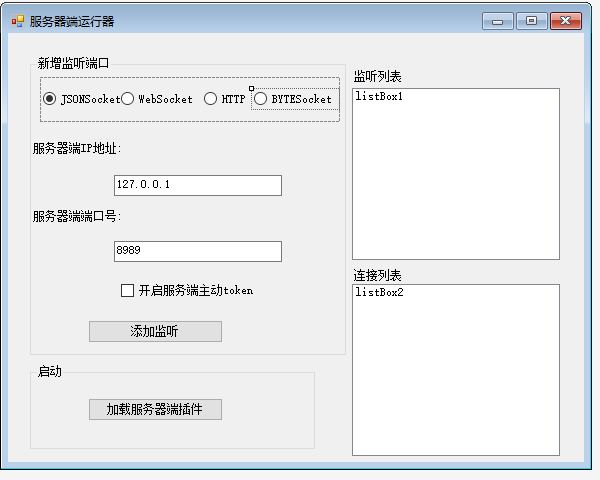 服务器端运行器
新增监听端口
JSONSocket WebSocket HTTP BYTESocket
服务器端IP地址:
127.0.0.1
服务器端端口号:
8989
开启服务端主动token
添加监听
启动
加载服务器端插件
监听列表
listBox1
连接列表
listBox2